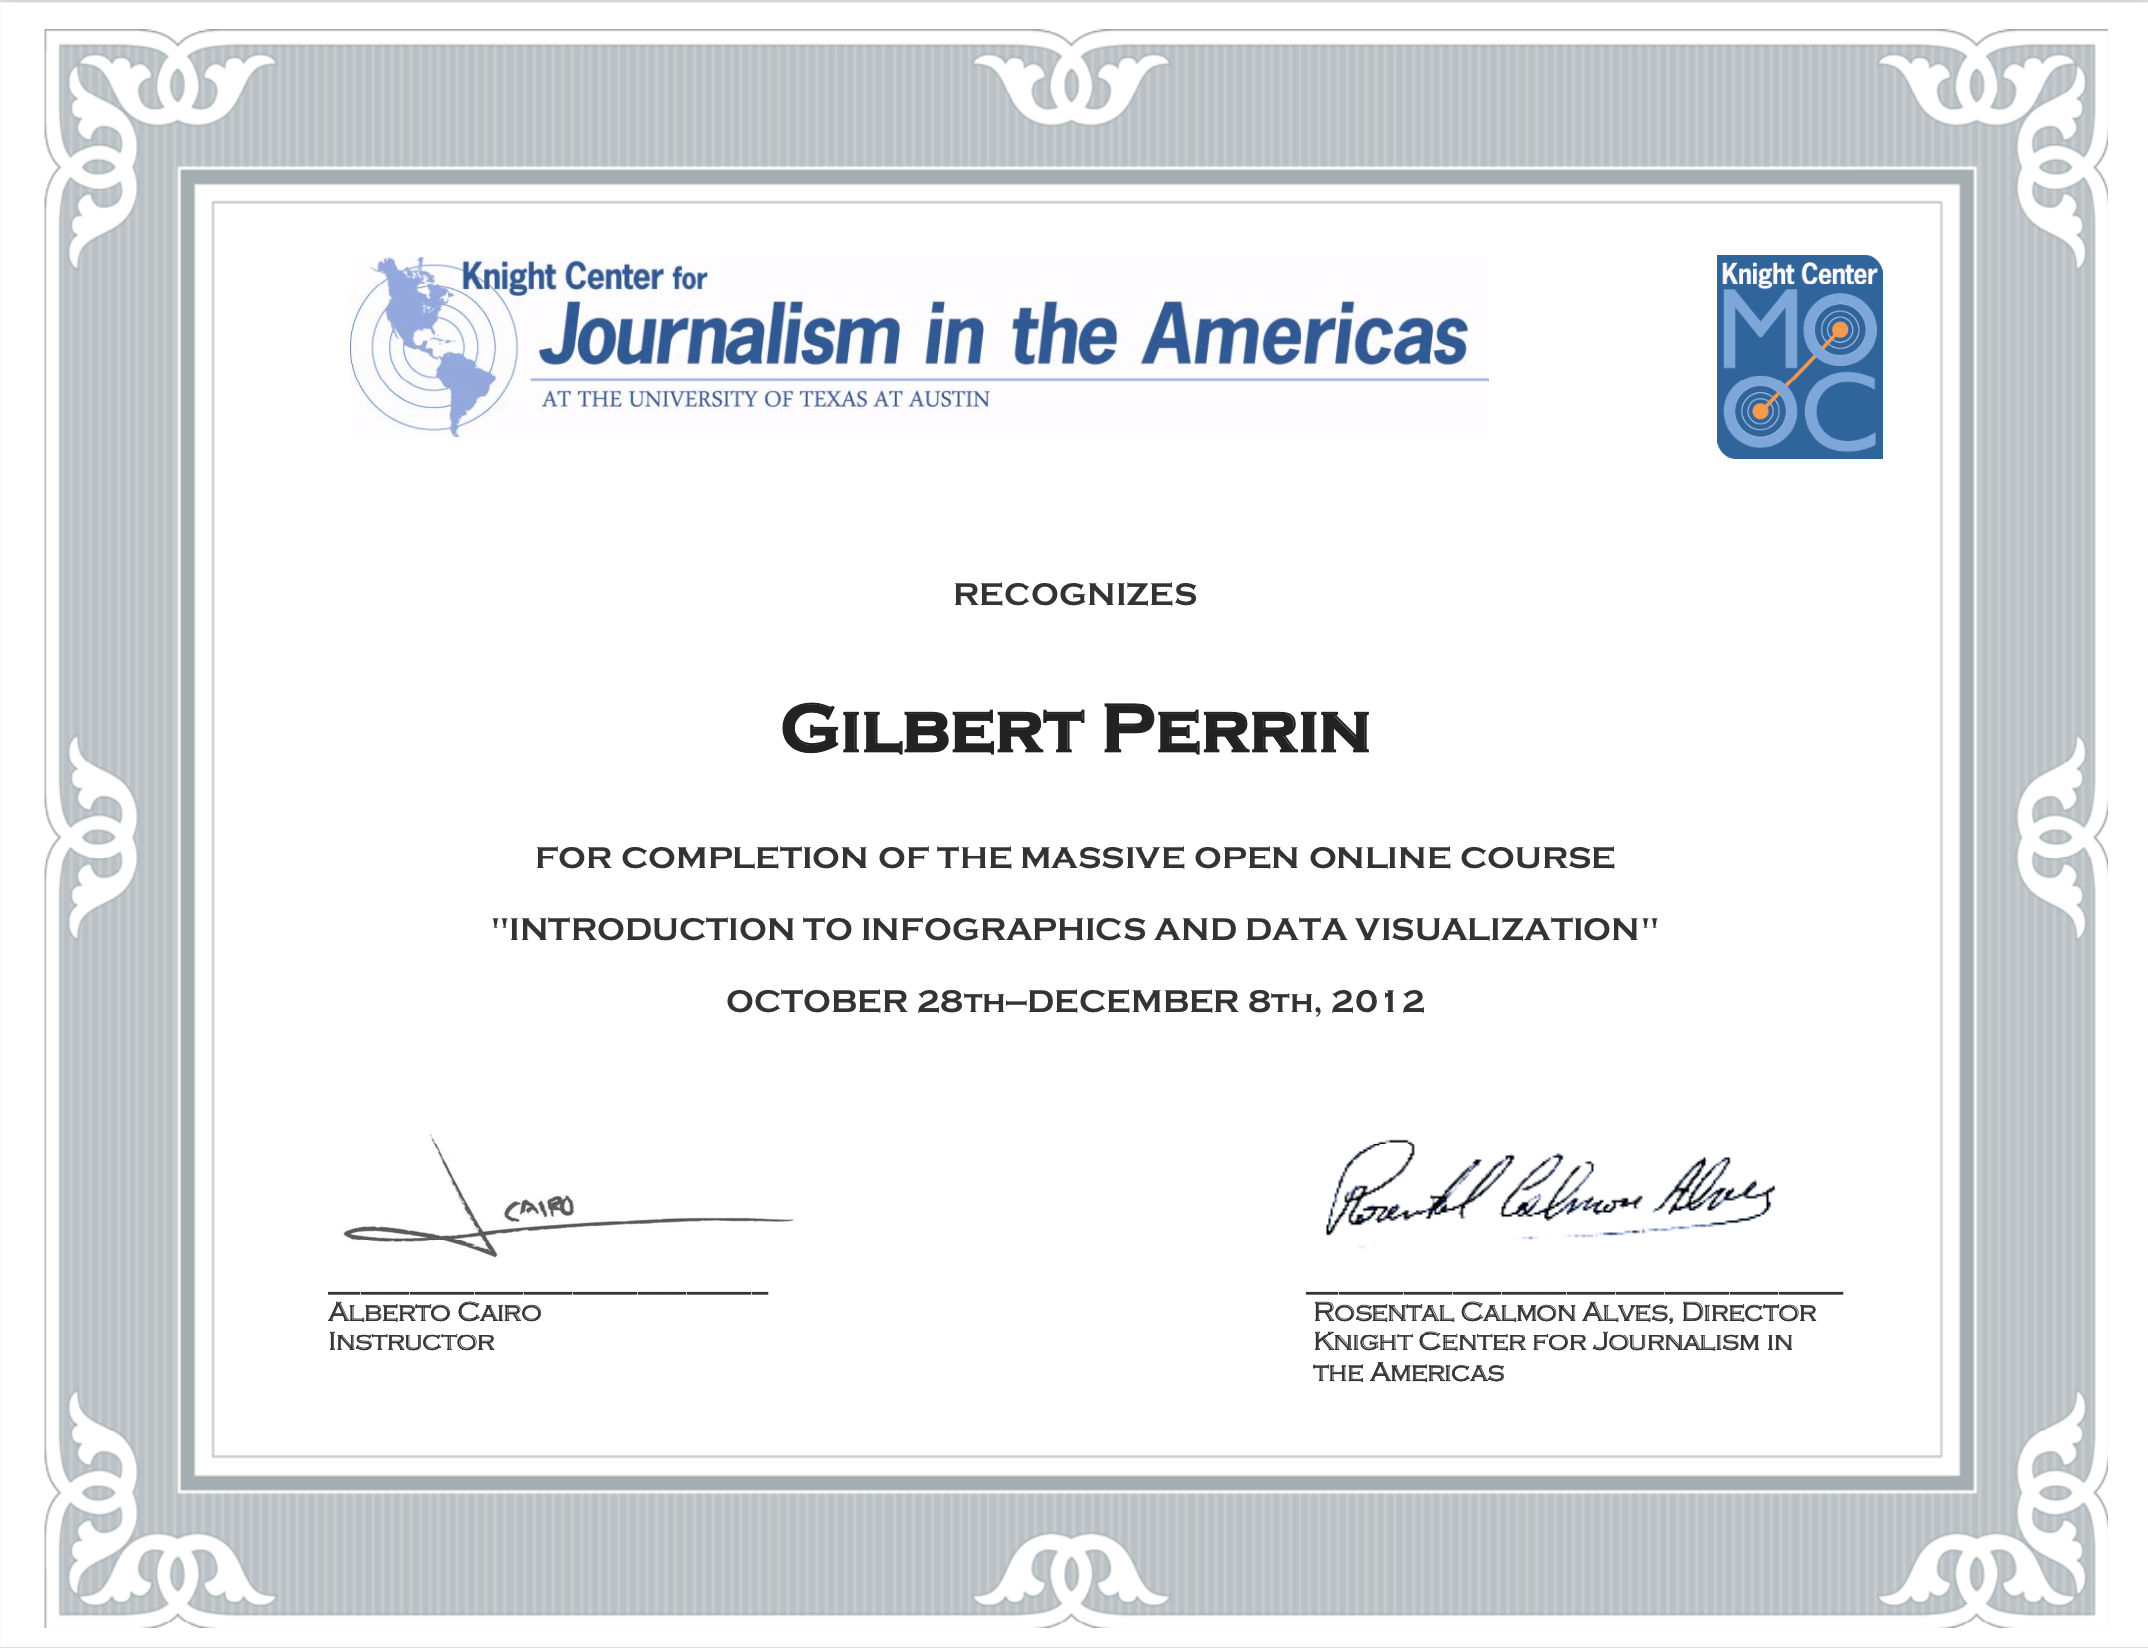 Knight Center for
Journalism in the Americas
AT THE UNIVERSITY OF TEXAS AT AUSTIN
Knight Center
MO
OC
RECOGNIZES
GILBERT PERRIN
FOR COMPLETION OF THE MASSIVE OPEN ONLINE COURSE
"INTRODUCTION TO INFOGRAPHICS AND DATA VISUALIZATION"
OCTOBER 28TH–DECEMBER 8TH, 2012
CAIRO
Rosental Calmon Alves
ALBERTO CAIRO
INSTRUCTOR
ROSENTAL CALMON ALVES, DIRECTOR
KNIGHT CENTER FOR JOURNALISM IN
THE AMERICAS